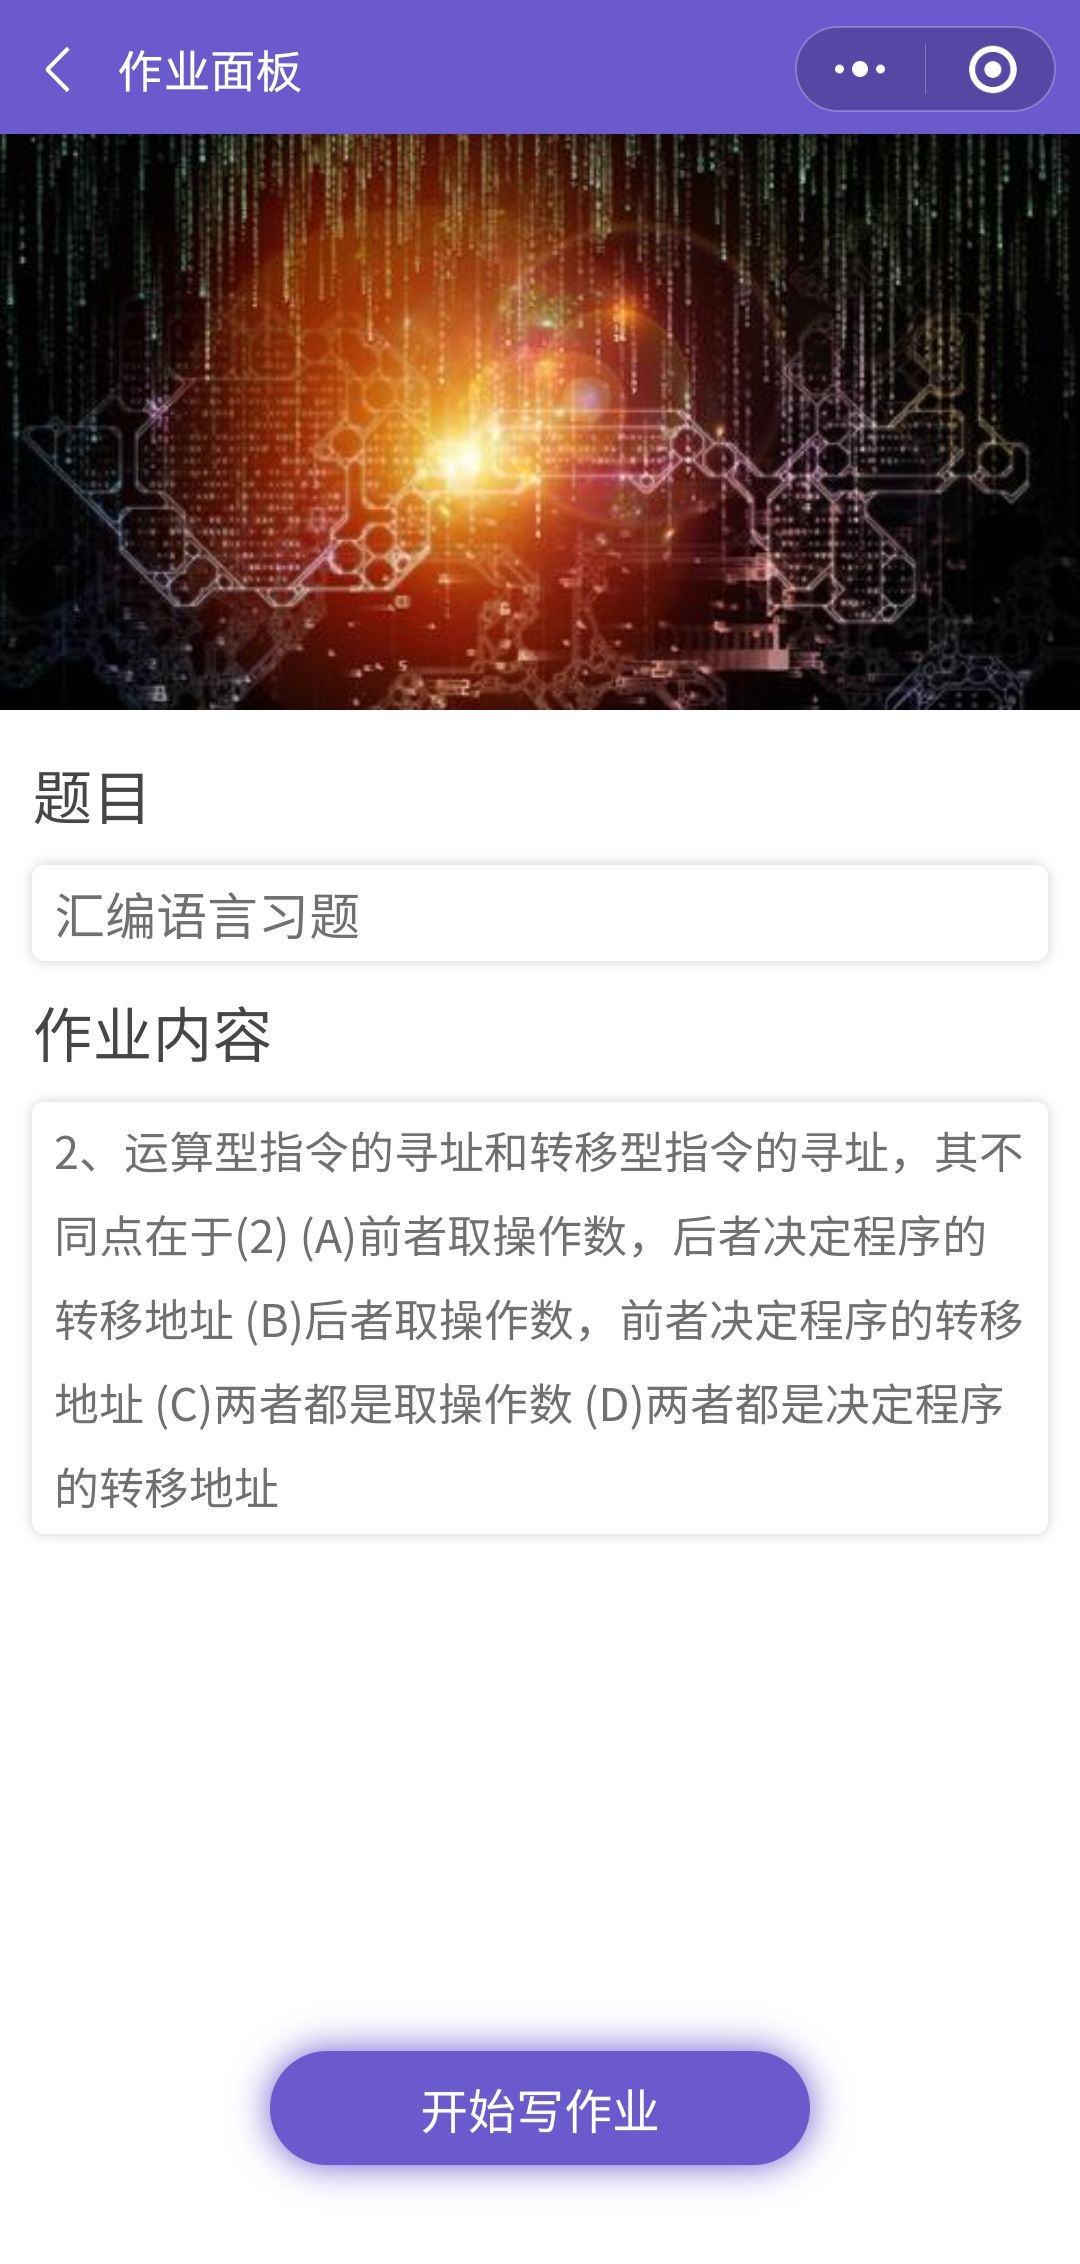 作业面板
题目
汇编语言习题
作业内容
2、运算型指令的寻址和转移型指令的寻址，其不
同点在于(2) (A)前者取操作数，后者决定程序的
转移地址 (B)后者取操作数，前者决定程序的转移
地址 (C)两者都是取操作数 (D)两者都是决定程序
的转移地址
开始写作业